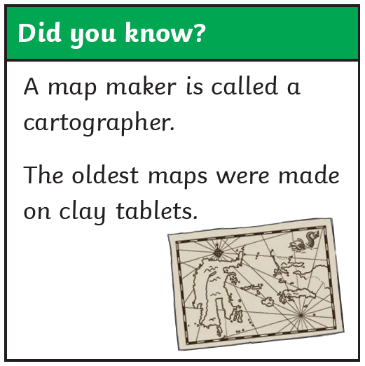 Did you know?
A map maker is called a
cartographer.
The oldest maps were made
on clay tablets.